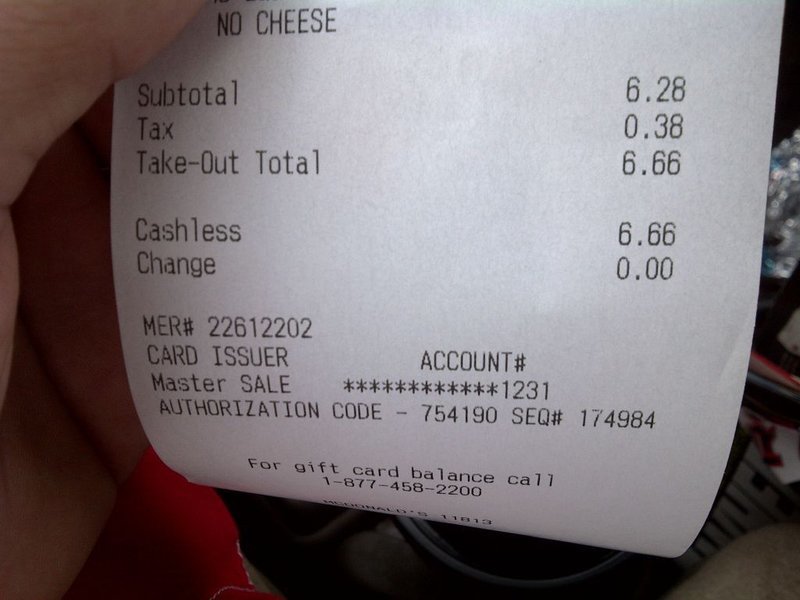 NO CHEESE
Subtotal 6.28
Tax 0.38
Take-Out Total 6.66
Cashless 6.66
Change 0.00
MER# 22612202
CARD ISSUER ACCOUNT#
Master SALE ************1231
AUTHORIZATION CODE - 754190 SEQ# 174984
For gift card balance call
1-877-458-2200
MCDONALD'S 11813